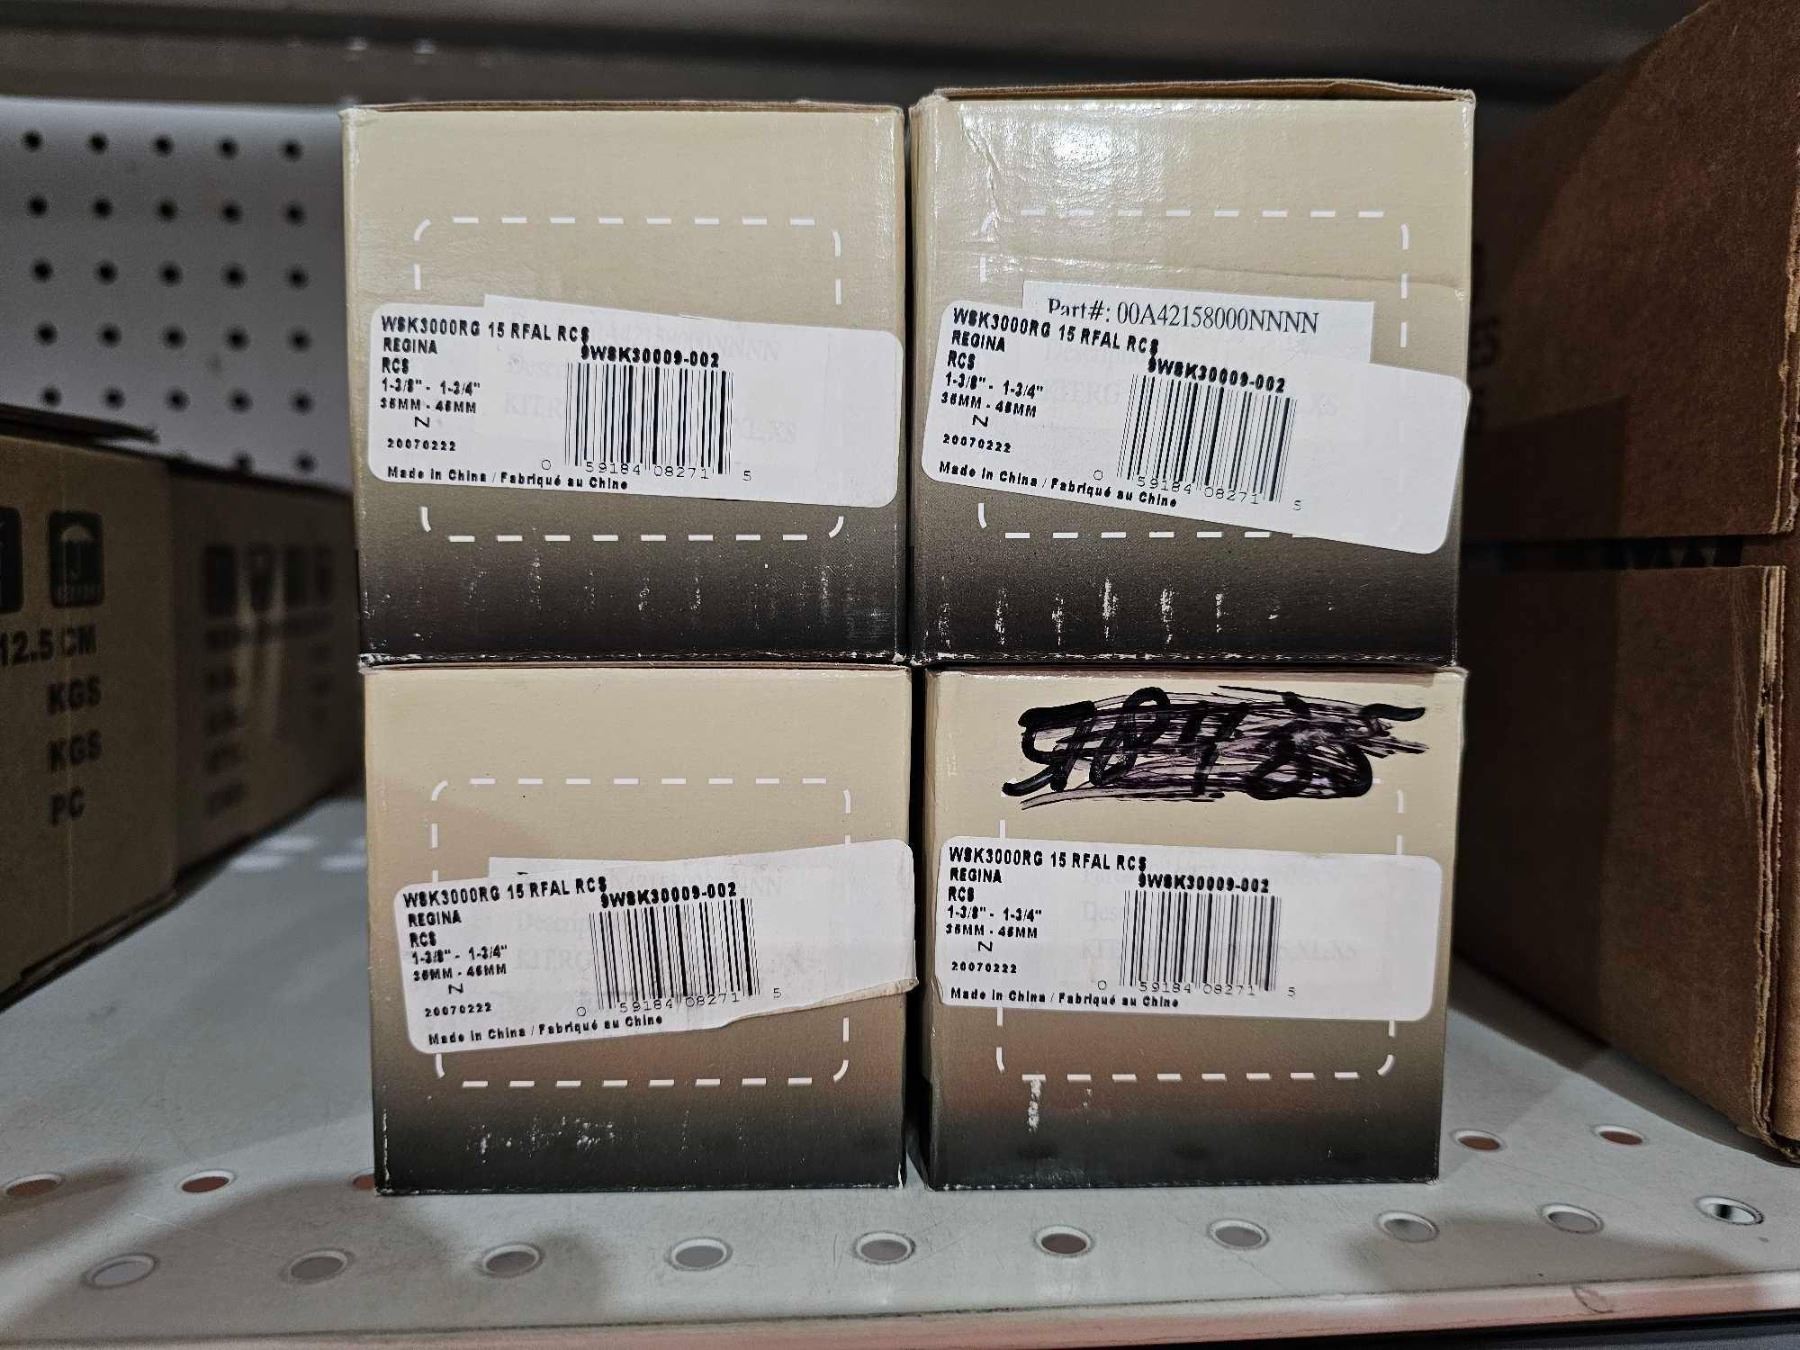 WSK3000RG 15 RFAL RCS
9WSK30009-002
REGINA
RCS
1-3/8" - 1-3/4"
35MM - 45MM
N
20070222
0 59184 08271 5
Made in China / Fabriqué au Chine
Part#: 00A42158000NNNN
WSK3000RG 15 RFAL RCS
9WSK30009-002
REGINA
RCS
1-3/8" - 1-3/4"
35MM - 45MM
N
20070222
0 59184 08271 5
Made in China / Fabriqué au Chine
WSK3000RG 15 RFAL RCS
9WSK30009-002
REGINA
RCS
1-3/8" - 1-3/4"
35MM - 45MM
N
20070222
0 59184 08271 5
Made in China / Fabriqué au Chine
WSK3000RG 15 RFAL RCS
9WSK30009-002
REGINA
RCS
1-3/8" - 1-3/4"
35MM - 45MM
N
20070222
0 59184 08271 5
Made in China / Fabriqué au Chine
12.5 CM
KGS
KGS
PC